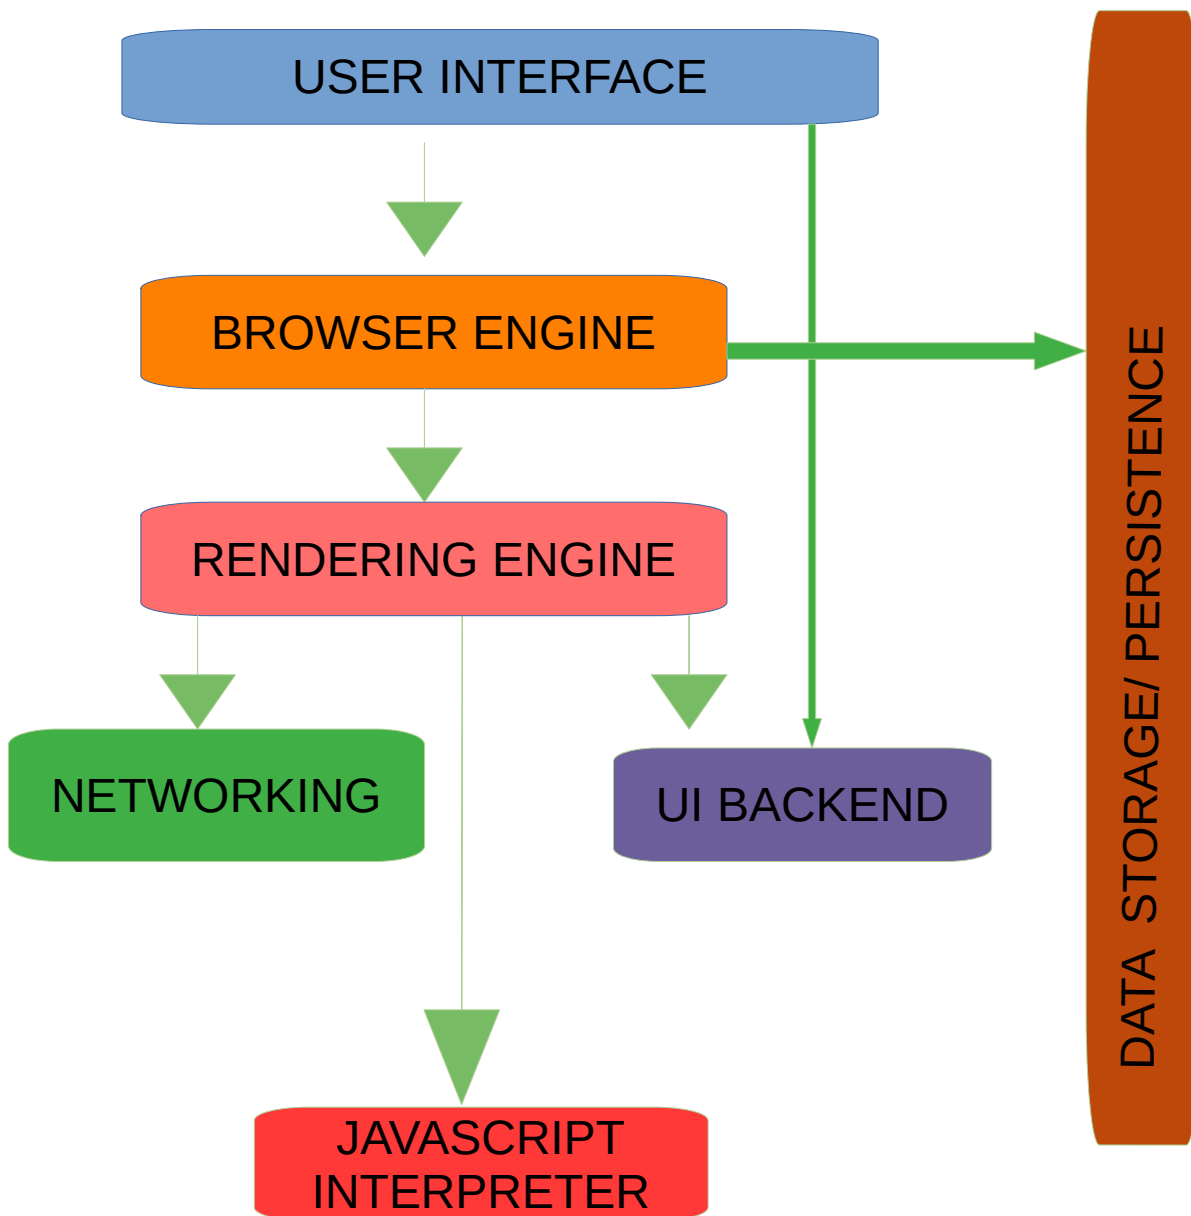 USER INTERFACE
BROWSER ENGINE
RENDERING ENGINE
NETWORKING
UI BACKEND
JAVASCRIPT
INTERPRETER
DATA STORAGE/ PERSISTENCE